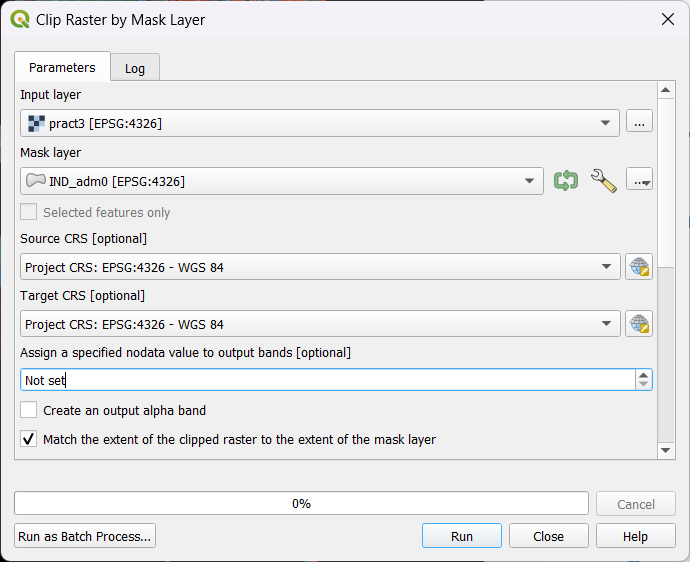 Clip Raster by Mask Layer
Parameters
Log
Input layer
pract3 [EPSG:4326]
...
Mask layer
IND_adm0 [EPSG:4326]
...
Selected features only
Source CRS [optional]
Project CRS: EPSG:4326 - WGS 84
Target CRS [optional]
Project CRS: EPSG:4326 - WGS 84
Assign a specified nodata value to output bands [optional]
Not set
Create an output alpha band
Match the extent of the clipped raster to the extent of the mask layer
0%
Cancel
Run as Batch Process...
Run
Close
Help